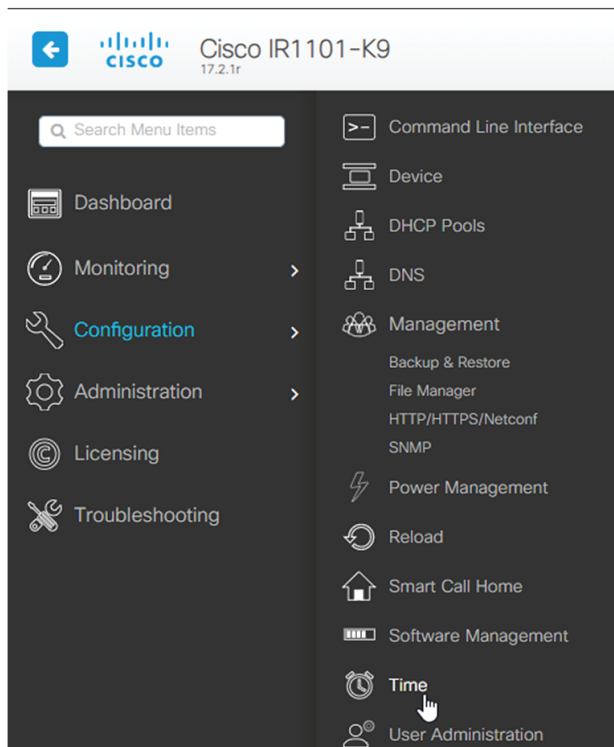 CISCO
Cisco IR1101-K9
17.2.1r
Search Menu Items
Dashboard
Monitoring
Configuration
Administration
Licensing
Troubleshooting
Command Line Interface
Device
DHCP Pools
DNS
Management
Backup & Restore
File Manager
HTTP/HTTPS/Netconf
SNMP
Power Management
Reload
Smart Call Home
Software Management
Time
User Administration